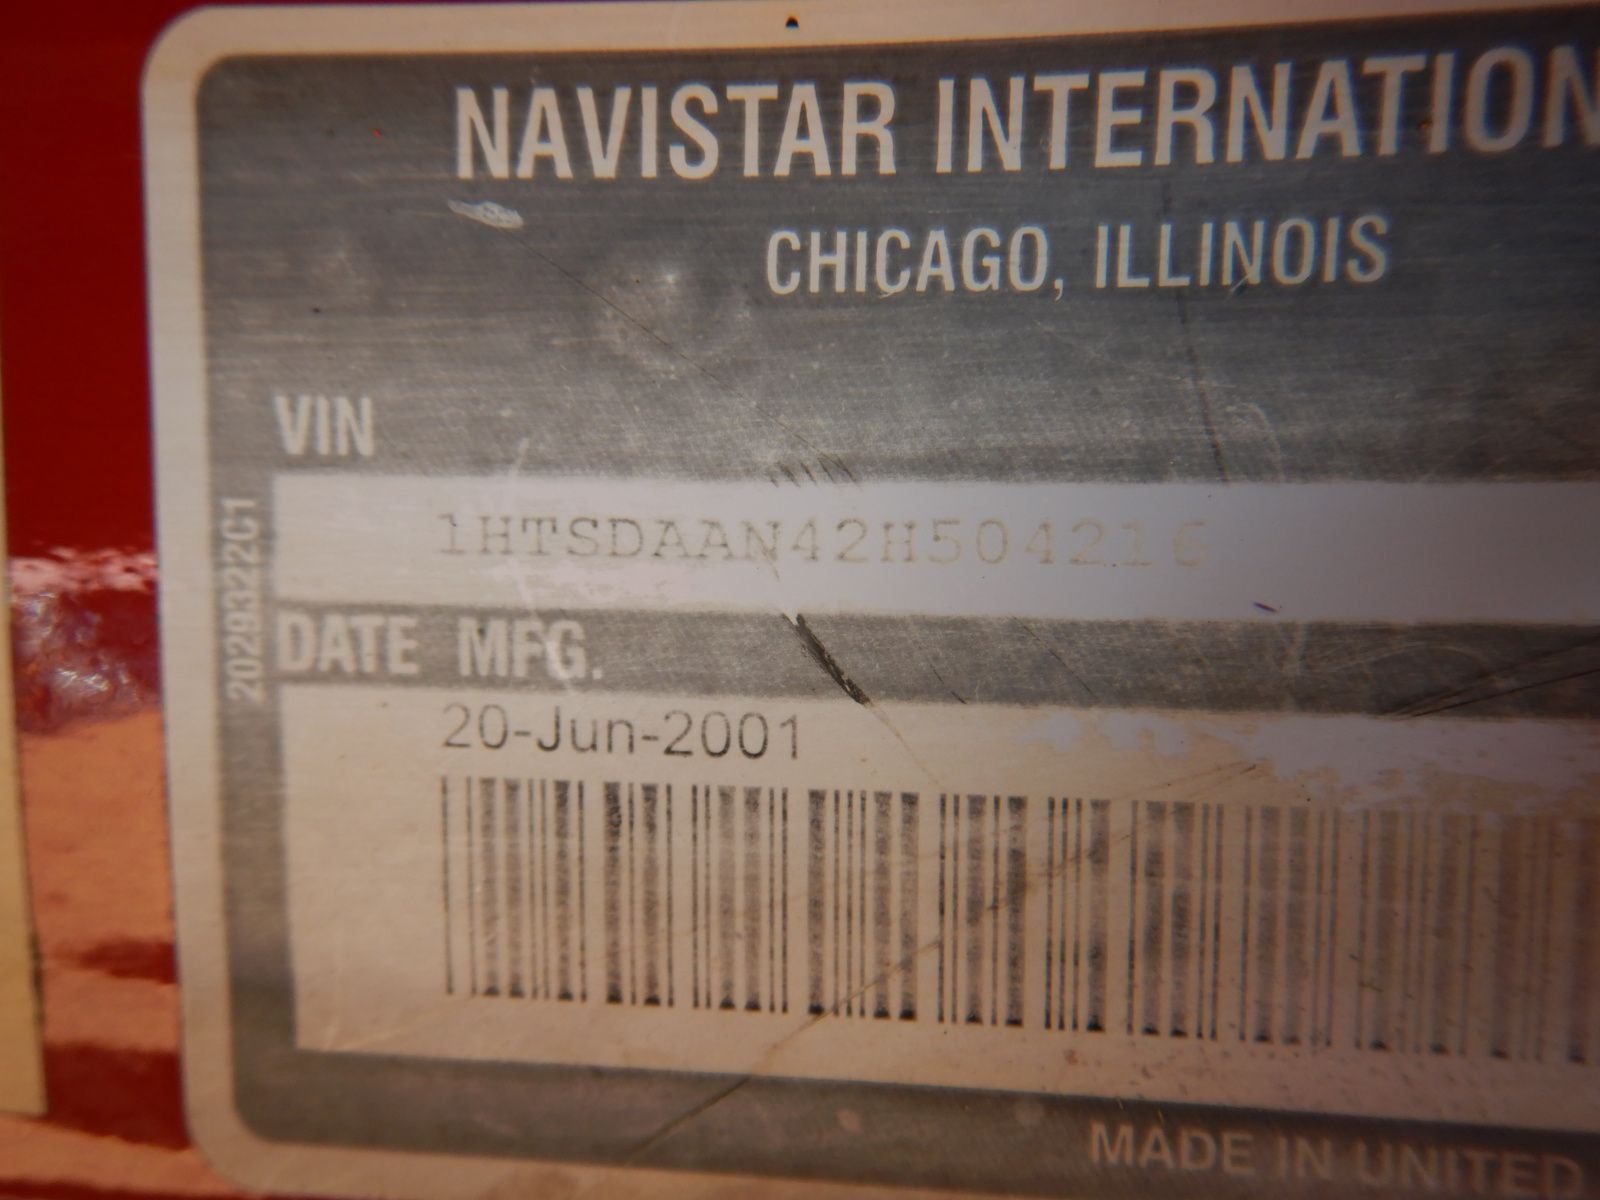 NAVISTAR INTERNATION
CHICAGO, ILLINOIS
VIN
1HTSDAAN42H504216
2029322C1
DATE MFG.
20-Jun-2001
MADE IN UNITED